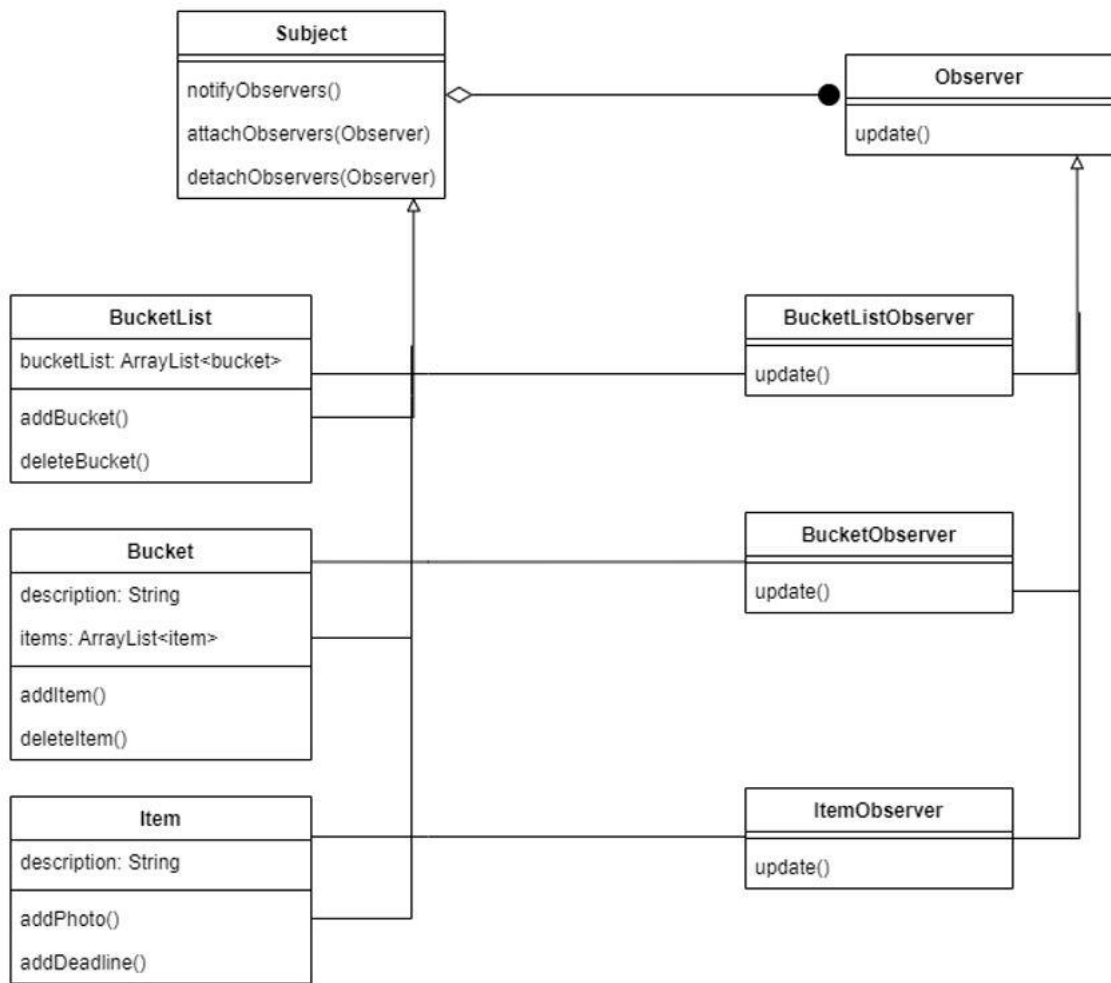 Subject
notifyObservers()
attachObservers(Observer)
detachObservers(Observer)
Observer
update()
BucketList
bucketList: ArrayList<bucket>
addBucket()
deleteBucket()
BucketListObserver
update()
Bucket
description: String
items: ArrayList<item>
addItem()
deleteItem()
BucketObserver
update()
Item
description: String
addPhoto()
addDeadline()
ItemObserver
update()